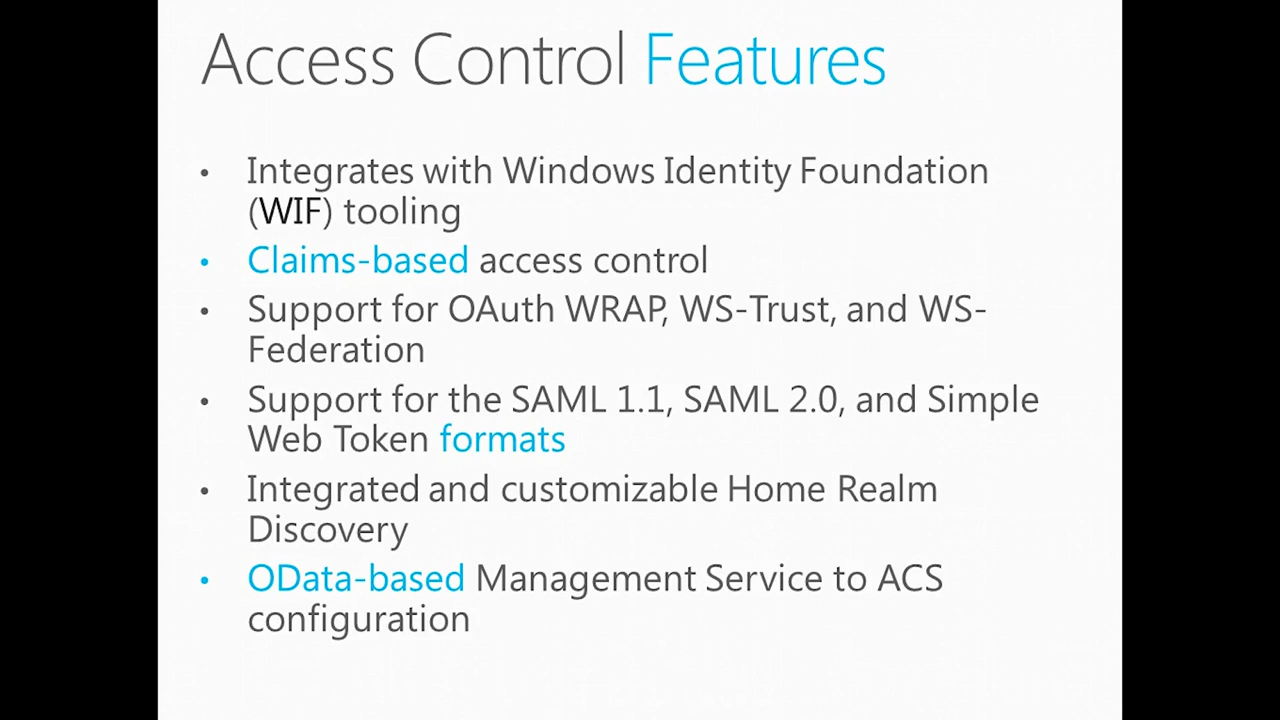 Access Control Features
• Integrates with Windows Identity Foundation
(WIF) tooling
• Claims-based access control
• Support for OAuth WRAP, WS-Trust, and WS-
Federation
• Support for the SAML 1.1, SAML 2.0, and Simple
Web Token formats
• Integrated and customizable Home Realm
Discovery
• OData-based Management Service to ACS
configuration